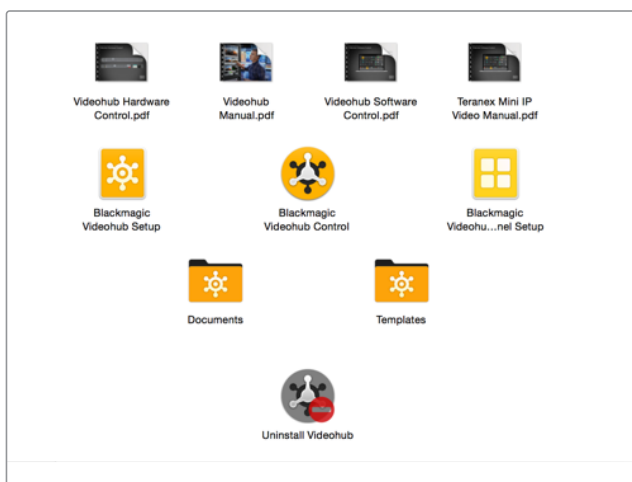 Videohub Hardware
Control.pdf
Videohub
Manual.pdf
Videohub Software
Control.pdf
Teranex Mini IP
Video Manual.pdf
Blackmagic
Videohub Setup
Blackmagic
Videohub Control
Blackmagic
Videohu...nel Setup
Documents
Templates
Uninstall Videohub